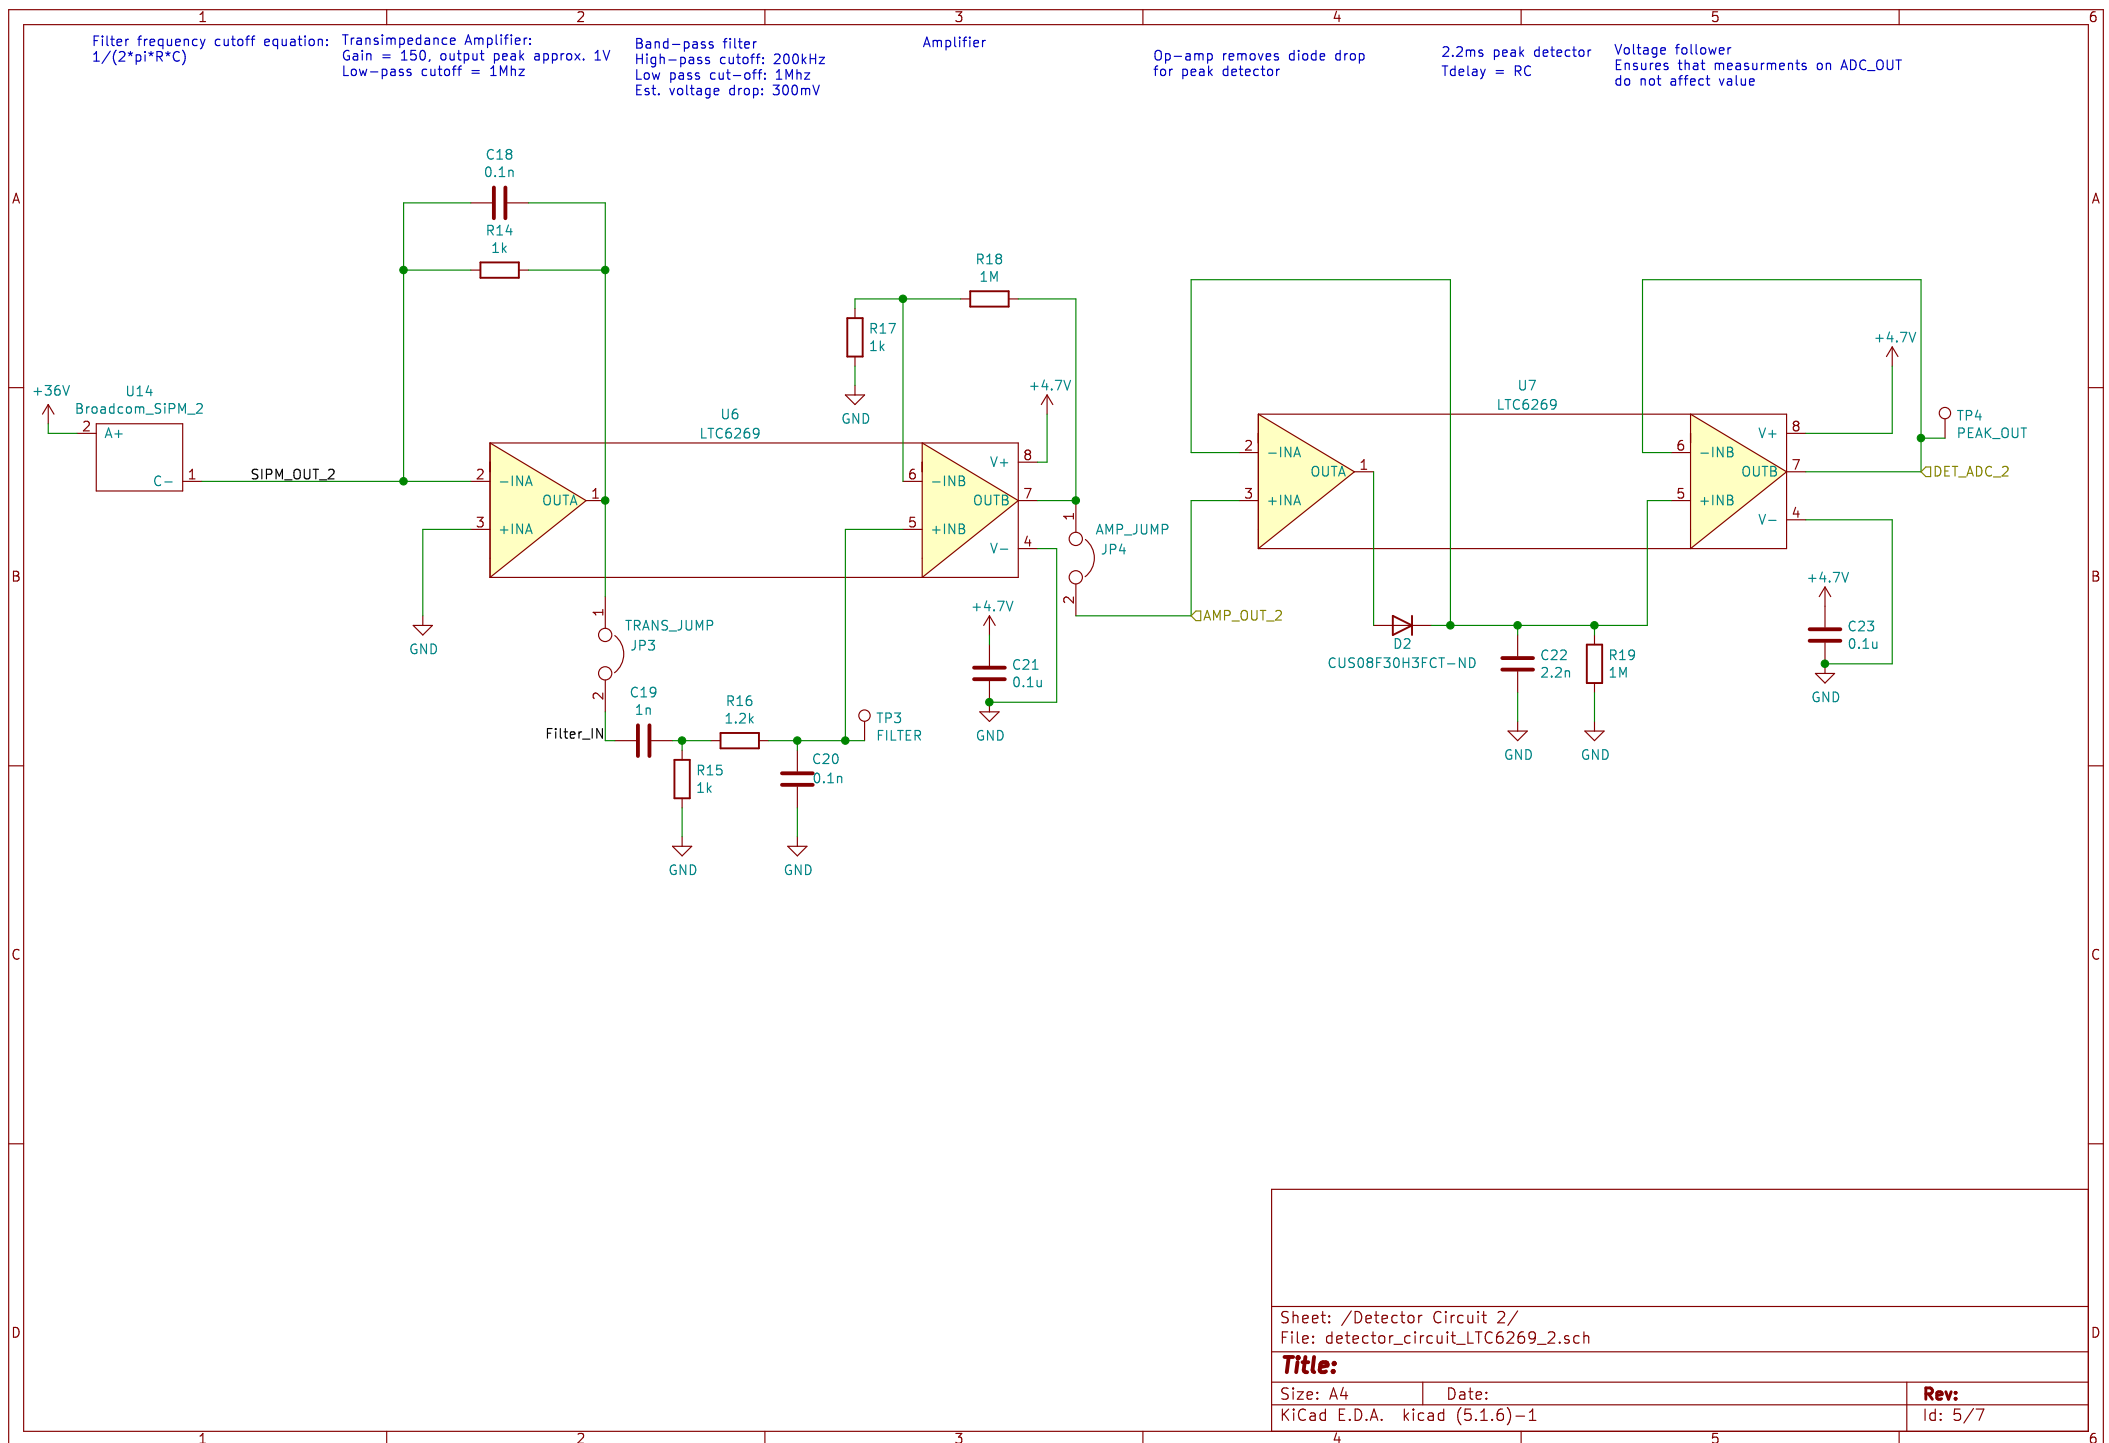 1 2 3 4 5 6
Filter frequency cutoff equation:
1/(2*pi*R*C)
Transimpedance Amplifier:
Gain = 150, output peak approx. 1V
Low-pass cutoff = 1Mhz
Band-pass filter
High-pass cutoff: 200kHz
Low pass cut-off: 1Mhz
Est. voltage drop: 300mV
Amplifier
Op-amp removes diode drop
for peak detector
2.2ms peak detector
Tdelay = RC
Voltage follower
Ensures that measurments on ADC_OUT
do not affect value
A
A
C18
0.1n
R14
1k
R18
1M
R17
1k
GND
+4.7V
+4.7V
+36V
U14
Broadcom_SiPM_2
2
A+
C-
1
SIPM_OUT_2
U6
LTC6269
2
-INA
3
+INA
OUTA
1
6
-INB
5
+INB
OUTB
7
V+
8
V-
4
GND
U7
LTC6269
2
-INA
3
+INA
OUTA
1
6
-INB
5
+INB
OUTB
7
V+
8
V-
4
TP4
PEAK_OUT
DET_ADC_2
B
B
1
AMP_JUMP
JP4
2
AMP_OUT_2
1
TRANS_JUMP
JP3
2
+4.7V
C21
0.1u
GND
D2
CUS08F30H3FCT-ND
C22
2.2n
GND
R19
1M
GND
+4.7V
C23
0.1u
GND
Filter_IN
C19
1n
R16
1.2k
TP3
FILTER
R15
1k
GND
C20
0.1n
GND
C
C
D
D
Sheet: /Detector Circuit 2/
File: detector_circuit_LTC6269_2.sch
Title:
Size: A4
Date:
Rev:
KiCad E.D.A. kicad (5.1.6)-1
Id: 5/7
1 2 3 4 5 6